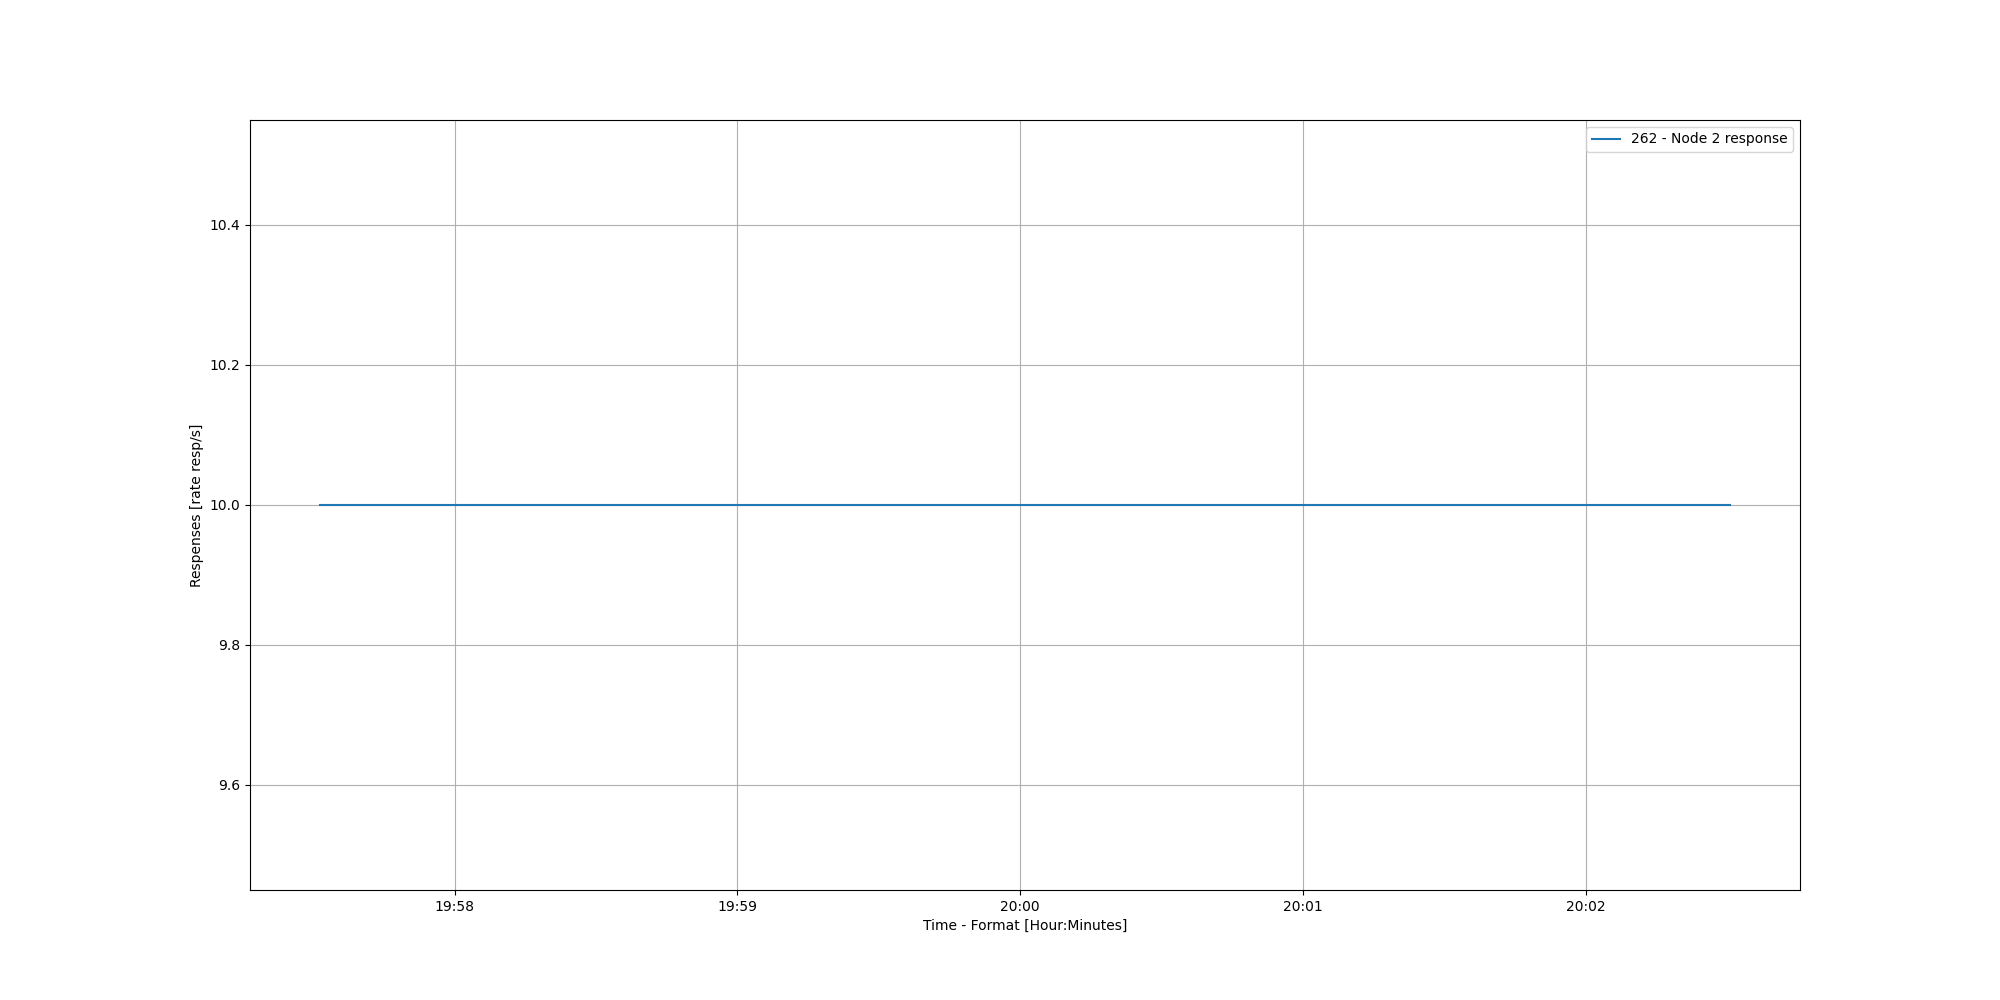 262 - Node 2 response
10.4
10.2
10.0
9.8
9.6
Respenses [rate resp/s]
19:58 19:59 20:00 20:01 20:02
Time - Format [Hour:Minutes]